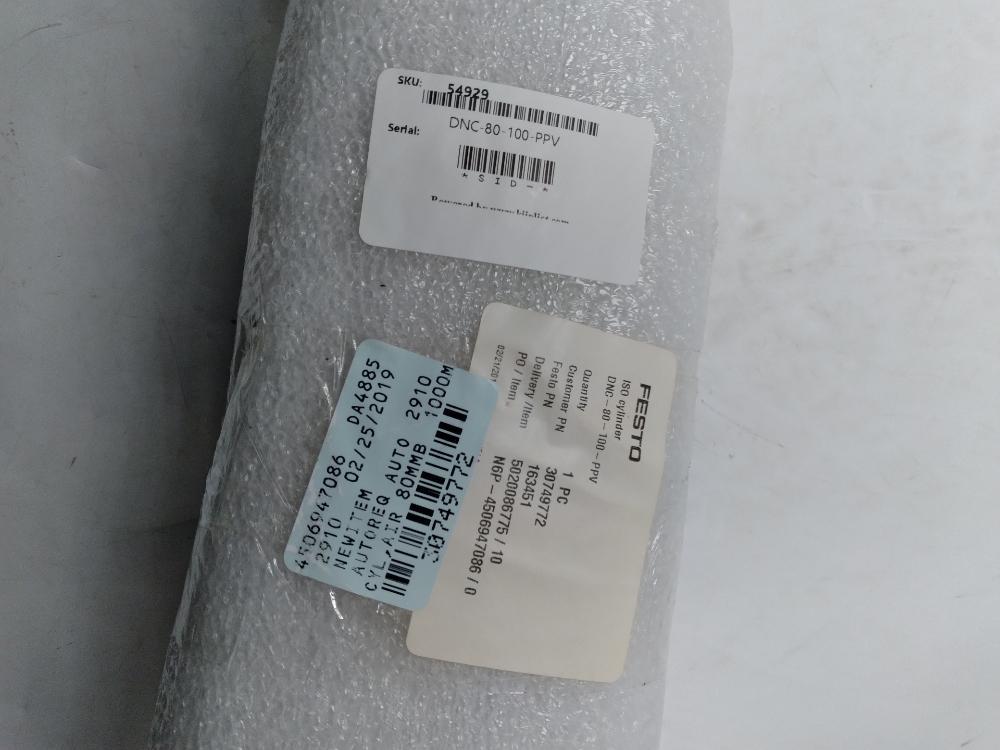 SKU: 54929
Serial: DNC-80-100-PPV
*SID-*
FESTO
ISO cylinder
DNC-80-100-PPV
Quantity 1 PC
Customer PN 30749772
Festo PN 163451
Delivery /Item 5020086775 / 10
PO / Item N6P-4506947086 / 0
4506947086 DA4885
2910 02/25/2019
NEWITEM
AUTOREQ AUTO 2910
CYL,AIR 80MMB 1000M
30749772